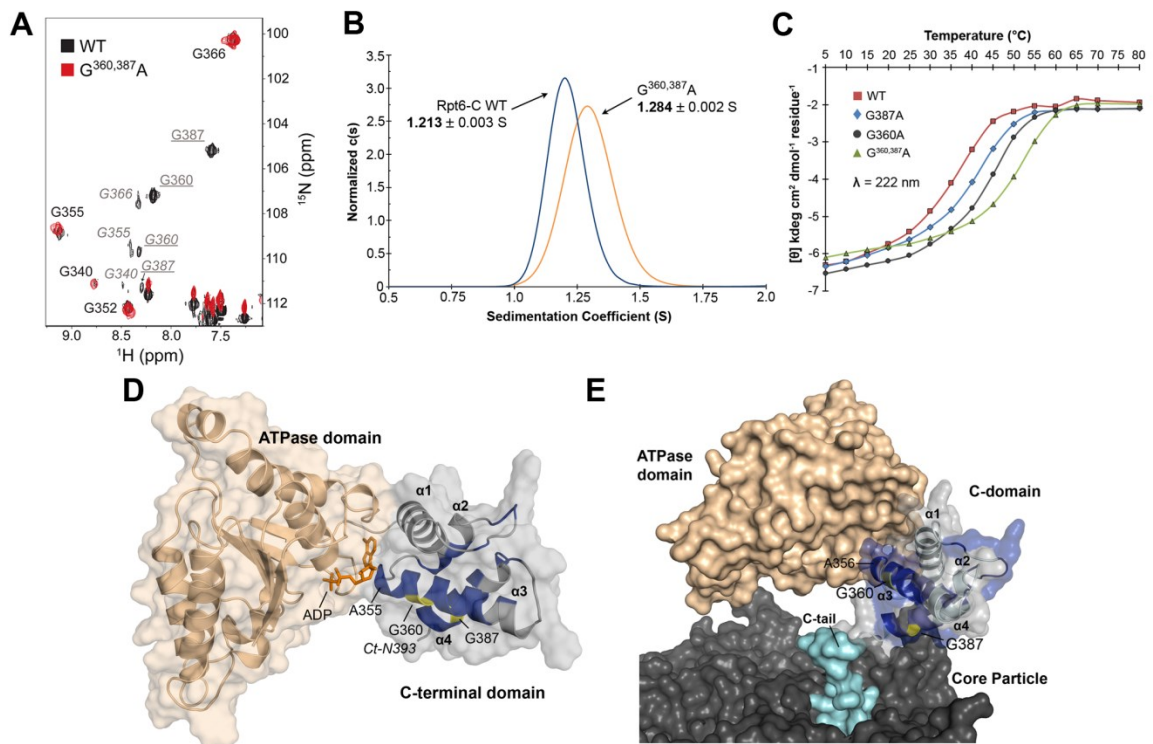 A
WT
G³⁶⁰,³⁸⁷A
G366
G387
G366
G360
G355
G355
G360
G340
G340
G387
G352
100
102
104
106
108
110
112
¹⁵N (ppm)
9.0 8.5 8.0 7.5
¹H (ppm)
B
3.5
3.0
2.5
2.0
1.5
1.0
0.5
0
Normalized c(s)
Rpt6-C WT
1.213 ± 0.003 S
G³⁶⁰,³⁸⁷A
1.284 ± 0.002 S
0.5 1.0 1.25 1.5 2.0
Sedimentation Coefficient (S)
C
Temperature (°C)
5 10 15 20 25 30 35 40 45 50 55 60 65 70 80
-1
-2
-3
-4
-5
-6
-7
[θ] kdeg cm² dmol⁻¹ residue⁻¹
WT
G387A
G360A
G³⁶⁰,³⁸⁷A
λ = 222 nm
D
ATPase domain
α1
α2
α3
ADP
A355
G360
α4
G387
Ct-N393
C-terminal domain
E
ATPase
domain
C-domain
α1
A356
α2
G360
α3
α4
C-tail
G387
Core Particle